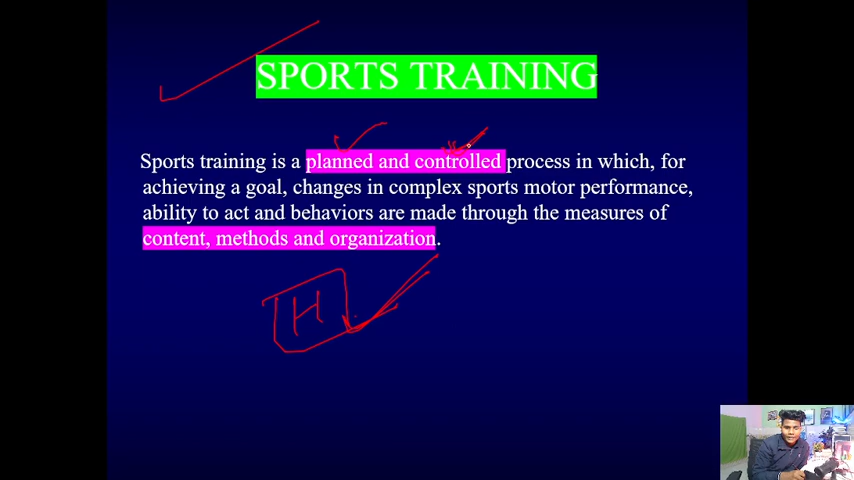 SPORTS TRAINING
Sports training is a planned and controlled process in which, for
achieving a goal, changes in complex sports motor performance,
ability to act and behaviors are made through the measures of
content, methods and organization.
H